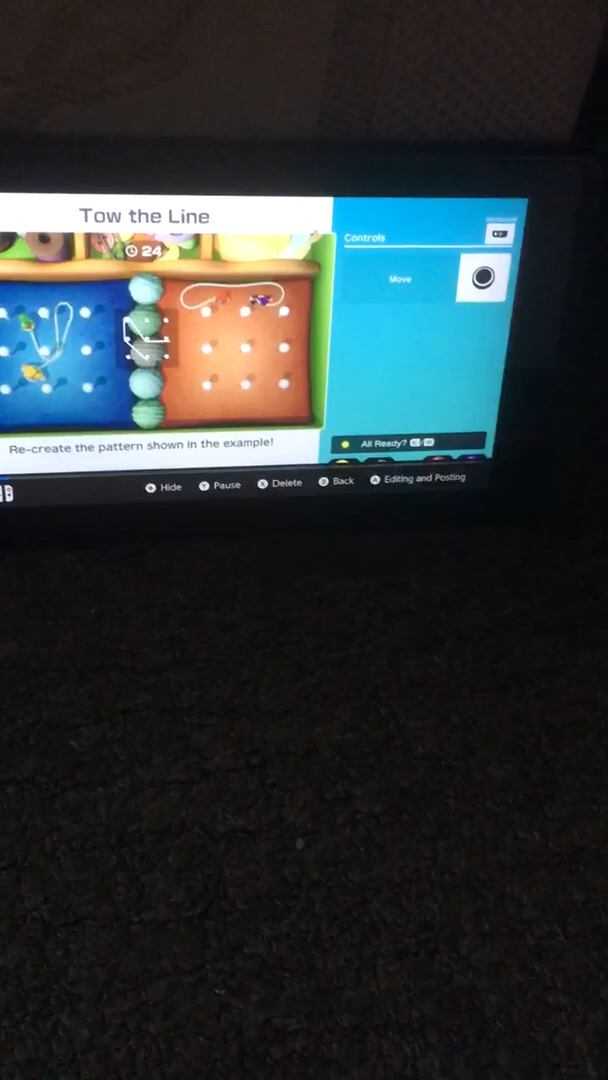 Tow the Line
24
Controls
Move
Re-create the pattern shown in the example!
All Ready?
+ Hide Y Pause X Delete B Back A Editing and Posting